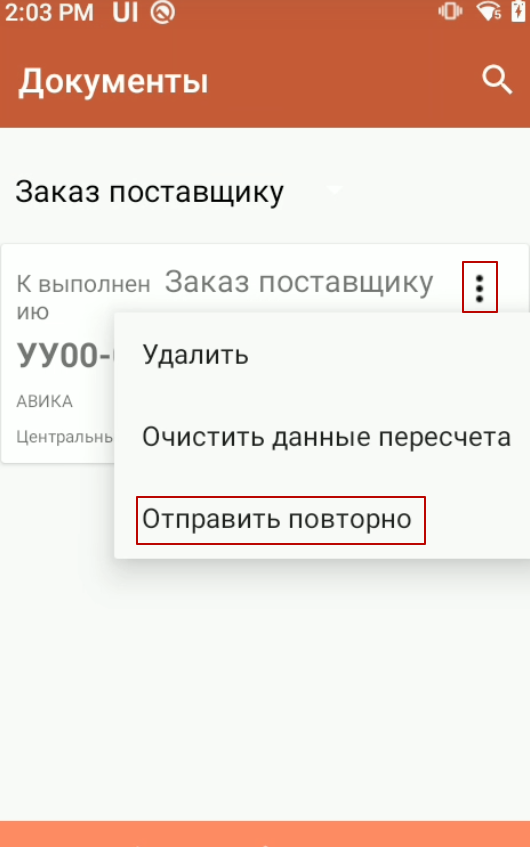 2:03 PM UI
5
Документы
Заказ поставщику
К выполнен Заказ поставщику
ию
УУ00-
Удалить
АВИКА
Очистить данные пересчета
Отправить повторно